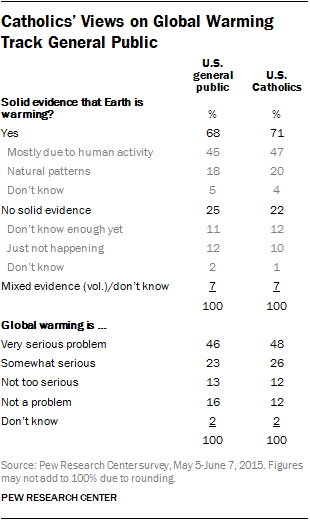 Catholics’ Views on Global Warming
Track General Public
U.S.
general
public
U.S.
Catholics
Solid evidence that Earth is
warming?
% %
Yes 68 71
Mostly due to human activity 45 47
Natural patterns 18 20
Don’t know 5 4
No solid evidence 25 22
Don’t know enough yet 11 12
Just not happening 12 10
Don’t know 2 1
Mixed evidence (vol.)/don’t know 7 7
100 100
Global warming is ...
Very serious problem 46 48
Somewhat serious 23 26
Not too serious 13 12
Not a problem 16 12
Don’t know 2 2
100 100
Source: Pew Research Center survey, May 5-June 7, 2015. Figures
may not add to 100% due to rounding.
PEW RESEARCH CENTER